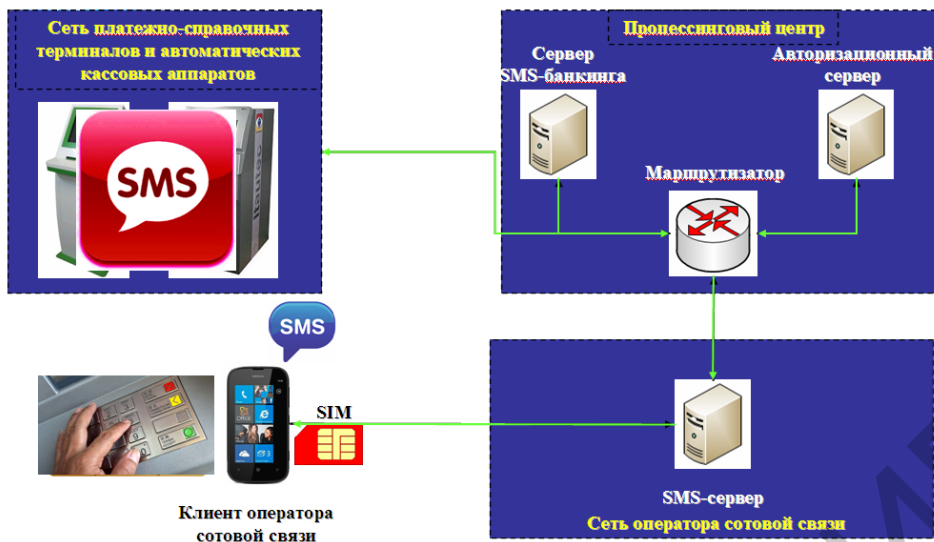 Сеть платежно-справочных
терминалов и автоматических
кассовых аппаратов
SMS
Itautec
Процессинговый центр
Сервер
SMS-банкинга
Авторизационный
сервер
Маршрутизатор
SMS
SIM
Клиент оператора
сотовой связи
SMS-сервер
Сеть оператора сотовой связи